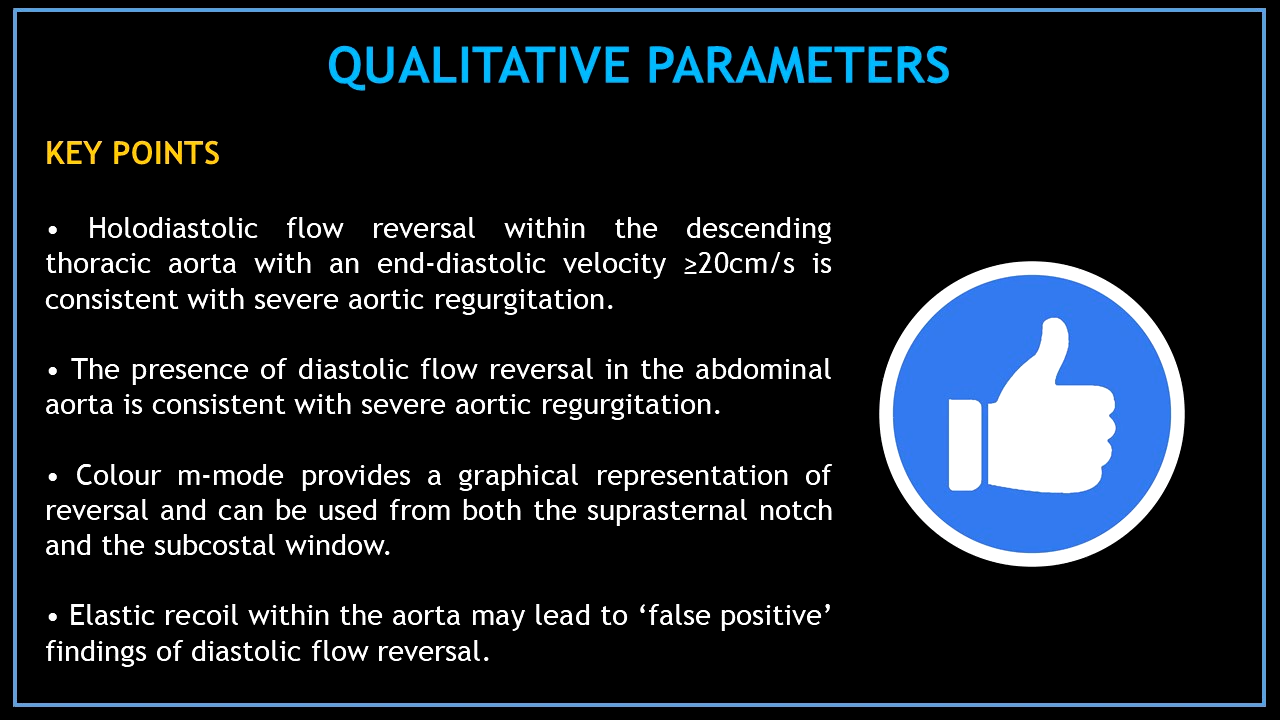 QUALITATIVE PARAMETERS
KEY POINTS
• Holodiastolic flow reversal within the descending
thoracic aorta with an end-diastolic velocity ≥20cm/s is
consistent with severe aortic regurgitation.
• The presence of diastolic flow reversal in the abdominal
aorta is consistent with severe aortic regurgitation.
• Colour m-mode provides a graphical representation of
reversal and can be used from both the suprasternal notch
and the subcostal window.
• Elastic recoil within the aorta may lead to ‘false positive’
findings of diastolic flow reversal.